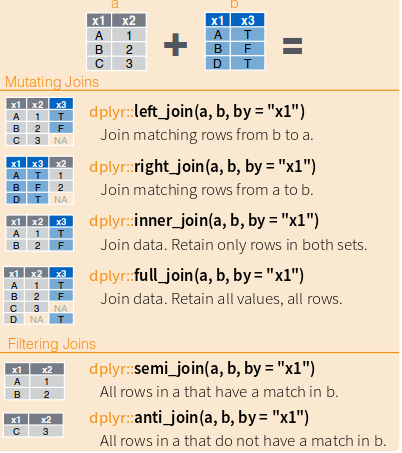 a b
x1 x2 x1 x3
A 1 A T
B 2 B F
C 3 D T
+ =
Mutating Joins
x1 x2 x3
A 1 T
B 2 F
C 3 NA
dplyr::left_join(a, b, by = "x1")
Join matching rows from b to a.
x1 x3 x2
A T 1
B F 2
D T NA
dplyr::right_join(a, b, by = "x1")
Join matching rows from a to b.
x1 x2 x3
A 1 T
B 2 F
dplyr::inner_join(a, b, by = "x1")
Join data. Retain only rows in both sets.
x1 x2 x3
A 1 T
B 2 F
C 3 NA
D NA T
dplyr::full_join(a, b, by = "x1")
Join data. Retain all values, all rows.
Filtering Joins
x1 x2
A 1
B 2
dplyr::semi_join(a, b, by = "x1")
All rows in a that have a match in b.
x1 x2
C 3
dplyr::anti_join(a, b, by = "x1")
All rows in a that do not have a match in b.